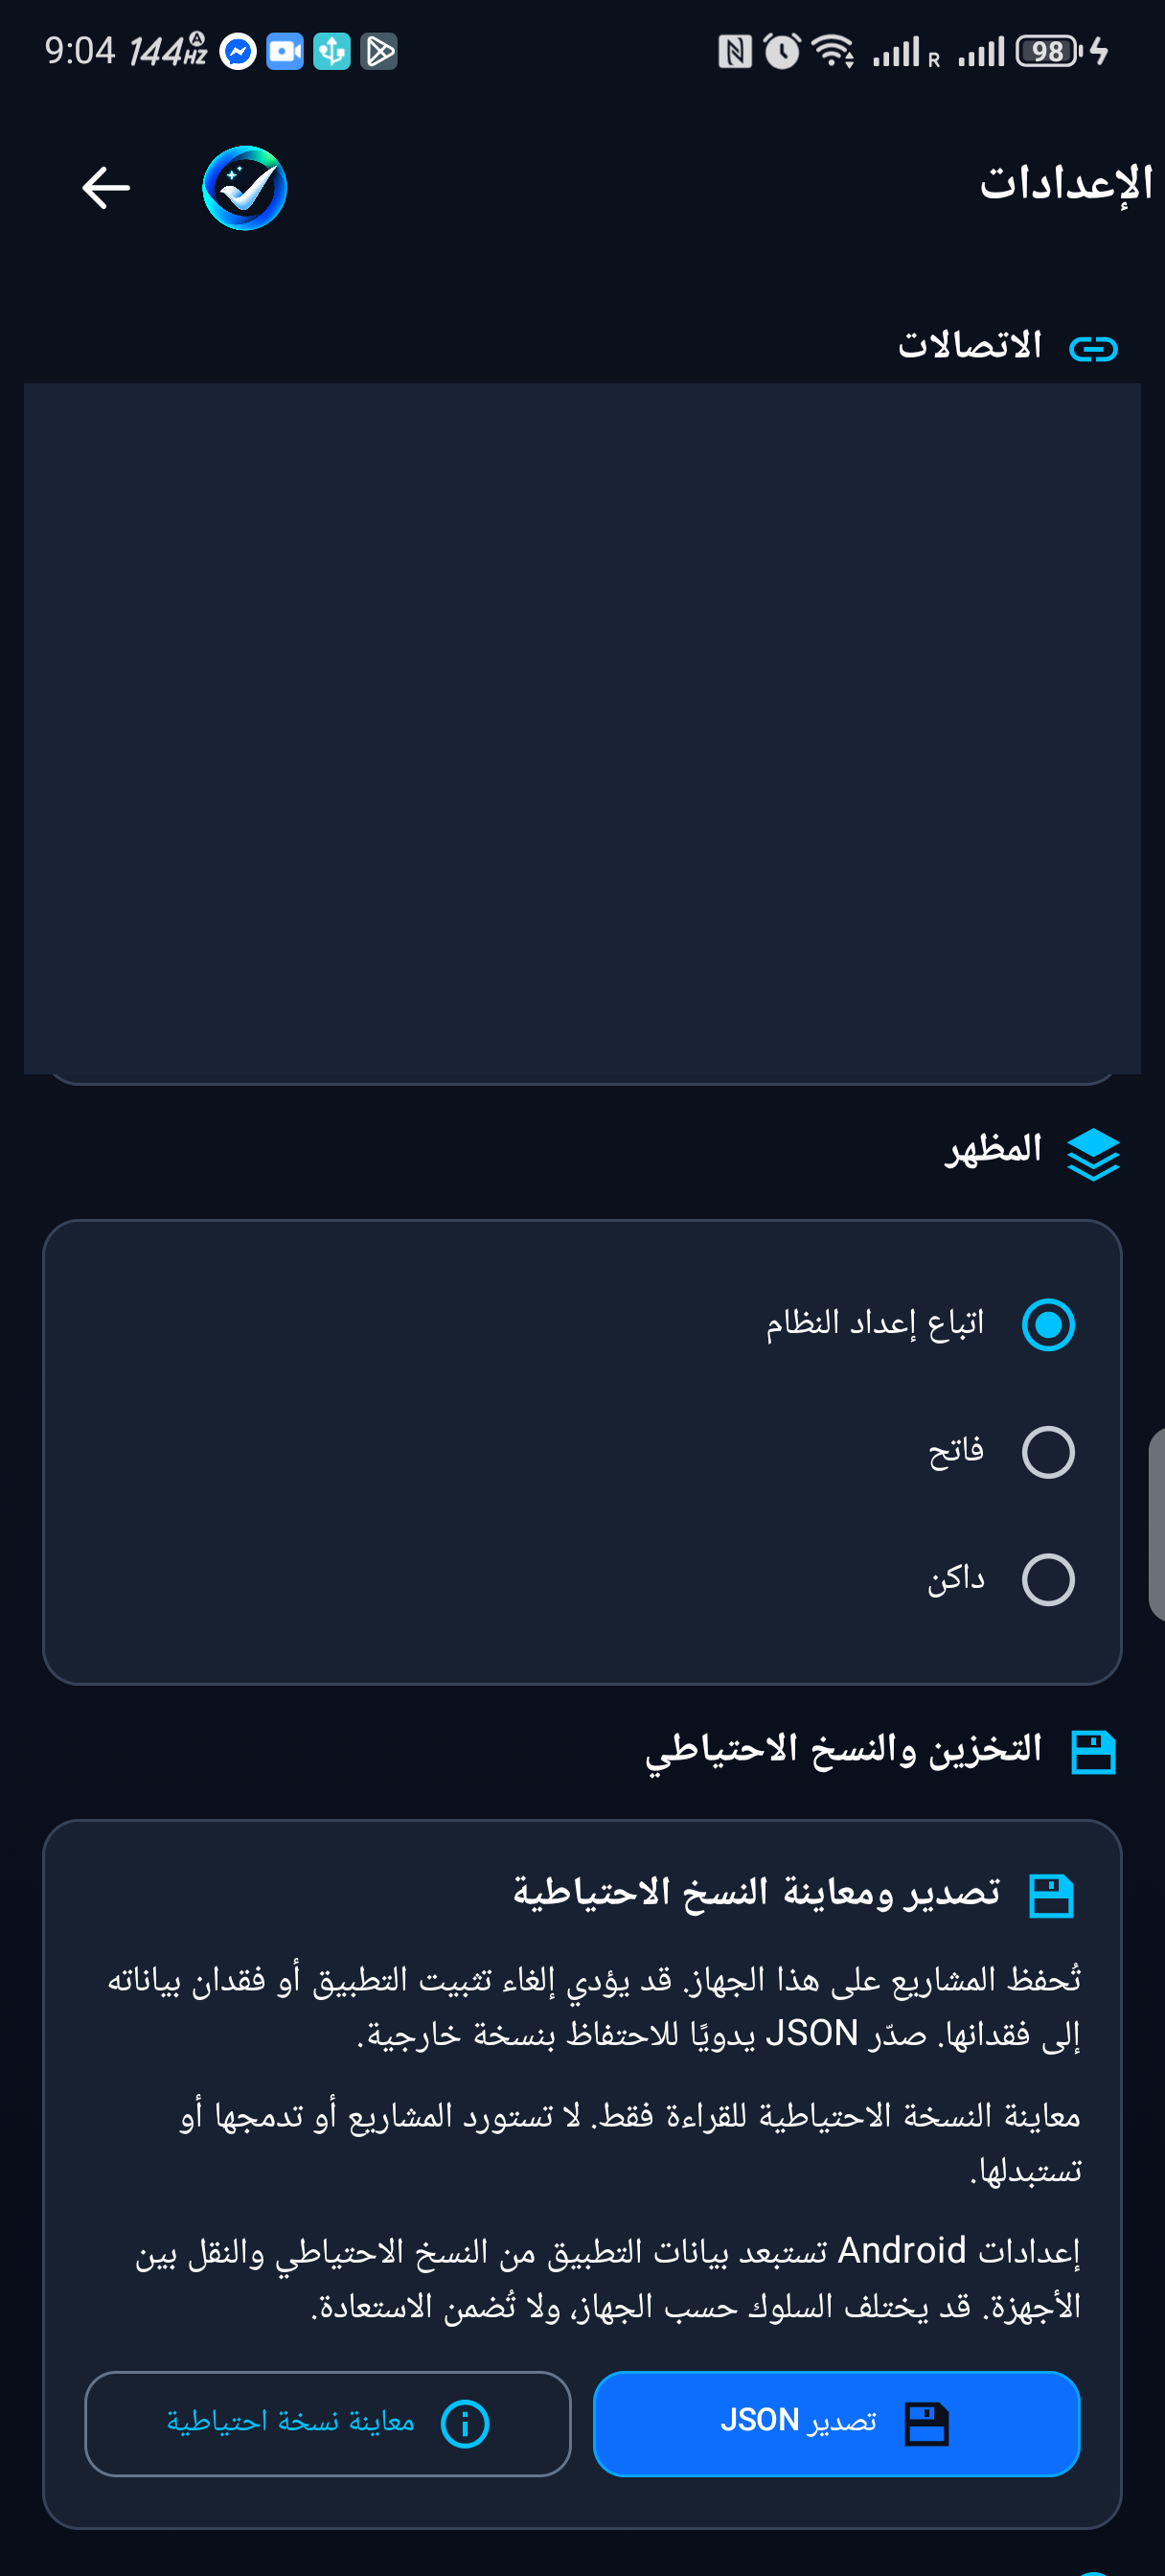 9:04 144HZ R 98
الإعدادات
الاتصالات
المظهر
اتباع إعداد النظام
فاتح
داكن
التخزين والنسخ الاحتياطي
تصدير ومعاينة النسخ الاحتياطية
تُحفظ المشاريع على هذا الجهاز. قد يؤدي إلغاء تثبيت التطبيق أو فقدان بياناته
إلى فقدانها. صدّر JSON يدويًا للاحتفاظ بنسخة خارجية.
معاينة النسخة الاحتياطية للقراءة فقط. لا تستورد المشاريع أو تدمجها أو
تستبدلها.
إعدادات Android تستبعد بيانات التطبيق من النسخ الاحتياطي والنقل بين
الأجهزة. قد يختلف السلوك حسب الجهاز، ولا تُضمن الاستعادة.
تصدير JSON
معاينة نسخة احتياطية